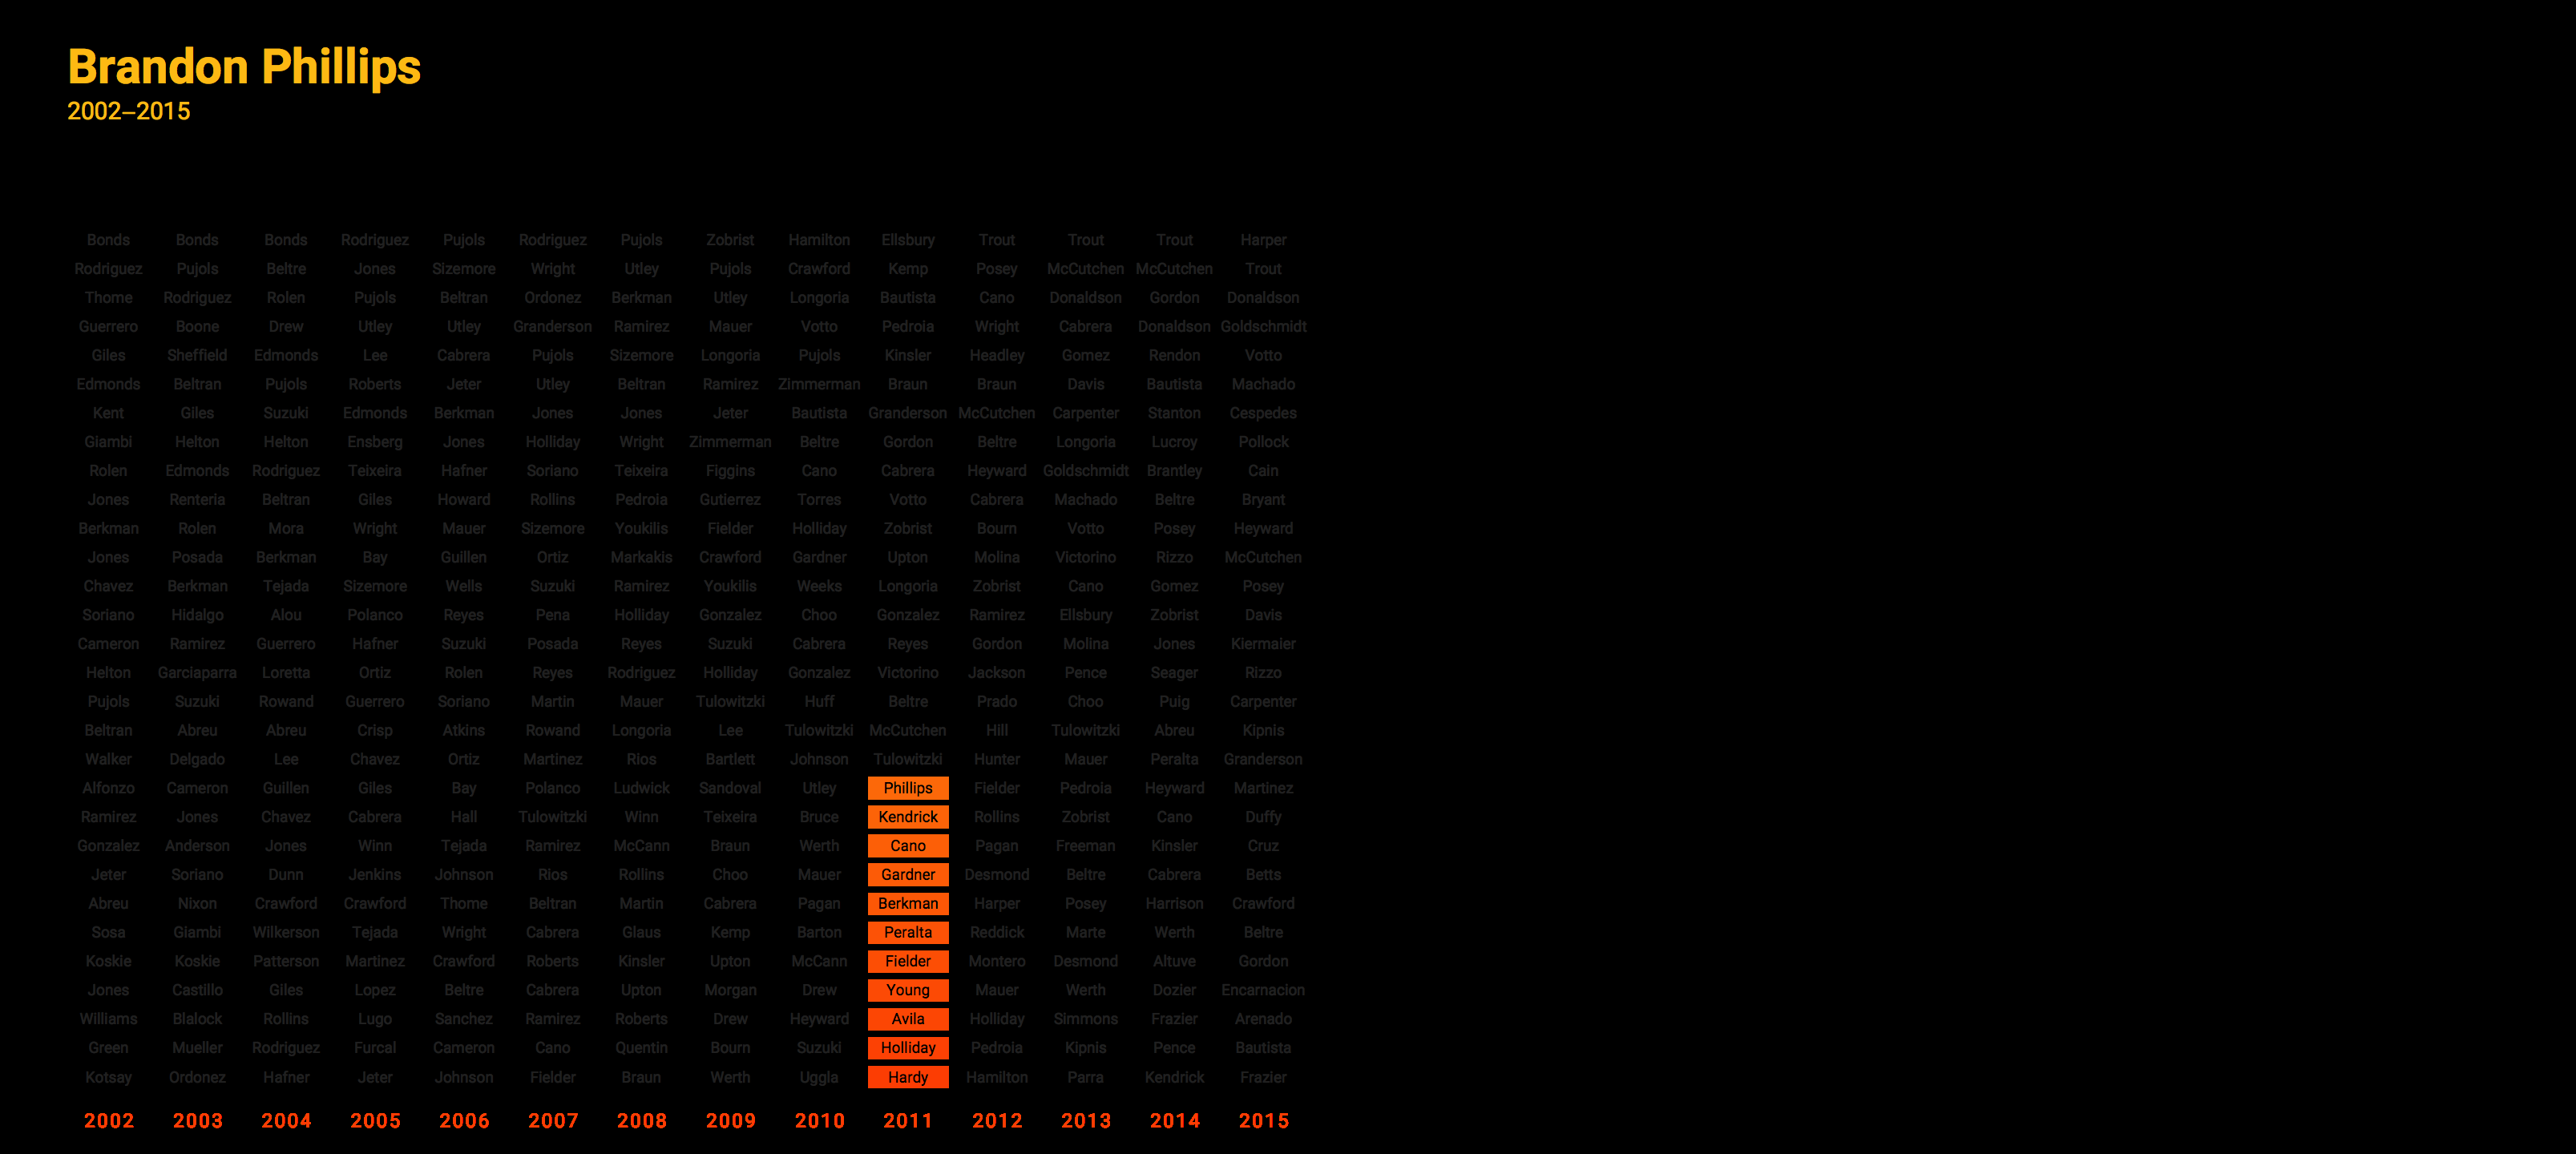 Brandon Phillips
2002–2015
Bonds Bonds Bonds Rodriguez Pujols Rodriguez Pujols Zobrist Hamilton Ellsbury Trout Trout Trout Harper
Rodriguez Pujols Beltre Jones Sizemore Wright Utley Pujols Crawford Kemp Posey McCutchen McCutchen Trout
Thome Rodriguez Rolen Pujols Beltran Ordonez Berkman Utley Longoria Bautista Cano Donaldson Gordon Donaldson
Guerrero Boone Drew Utley Utley Granderson Ramirez Mauer Votto Pedroia Wright Cabrera Donaldson Goldschmidt
Giles Sheffield Edmonds Lee Cabrera Pujols Sizemore Longoria Pujols Kinsler Headley Gomez Rendon Votto
Edmonds Beltran Pujols Roberts Jeter Utley Beltran Ramirez Zimmerman Braun Braun Davis Bautista Machado
Kent Giles Suzuki Edmonds Berkman Jones Jones Jeter Bautista Granderson McCutchen Carpenter Stanton Cespedes
Giambi Helton Helton Ensberg Jones Holliday Wright Zimmerman Beltre Gordon Beltre Longoria Lucroy Pollock
Rolen Edmonds Rodriguez Teixeira Hafner Soriano Teixeira Figgins Cano Cabrera Heyward Goldschmidt Brantley Cain
Jones Renteria Beltran Giles Howard Rollins Pedroia Gutierrez Torres Votto Cabrera Machado Beltre Bryant
Berkman Rolen Mora Wright Mauer Sizemore Youkilis Fielder Holliday Zobrist Bourn Votto Posey Heyward
Jones Posada Berkman Bay Guillen Ortiz Markakis Crawford Gardner Upton Molina Victorino Rizzo McCutchen
Chavez Berkman Tejada Sizemore Wells Suzuki Ramirez Youkilis Weeks Longoria Zobrist Cano Gomez Posey
Soriano Hidalgo Alou Polanco Reyes Pena Holliday Gonzalez Choo Gonzalez Ramirez Ellsbury Zobrist Davis
Cameron Ramirez Guerrero Hafner Suzuki Posada Reyes Suzuki Cabrera Reyes Gordon Molina Jones Kiermaier
Helton Garciaparra Loretta Ortiz Rolen Reyes Rodriguez Holliday Gonzalez Victorino Jackson Pence Seager Rizzo
Pujols Suzuki Rowand Guerrero Soriano Martin Mauer Tulowitzki Huff Beltre Prado Choo Puig Carpenter
Beltran Abreu Abreu Crisp Atkins Rowand Longoria Lee Tulowitzki McCutchen Hill Tulowitzki Abreu Kipnis
Walker Delgado Lee Chavez Ortiz Martinez Rios Bartlett Johnson Tulowitzki Hunter Mauer Peralta Granderson
Alfonzo Cameron Guillen Giles Bay Polanco Ludwick Sandoval Utley Phillips Fielder Pedroia Heyward Martinez
Ramirez Jones Chavez Cabrera Hall Tulowitzki Winn Teixeira Bruce Kendrick Rollins Zobrist Cano Duffy
Gonzalez Anderson Jones Winn Tejada Ramirez McCann Braun Werth Cano Pagan Freeman Kinsler Cruz
Jeter Soriano Dunn Jenkins Johnson Rios Rollins Choo Mauer Gardner Desmond Beltre Cabrera Betts
Abreu Nixon Crawford Crawford Thome Beltran Martin Cabrera Pagan Berkman Harper Posey Harrison Crawford
Sosa Giambi Wilkerson Tejada Wright Cabrera Glaus Kemp Barton Peralta Reddick Marte Werth Beltre
Koskie Koskie Patterson Martinez Crawford Roberts Kinsler Upton McCann Fielder Montero Desmond Altuve Gordon
Jones Castillo Giles Lopez Beltre Cabrera Upton Morgan Drew Young Mauer Werth Dozier Encarnacion
Williams Blalock Rollins Lugo Sanchez Ramirez Roberts Drew Heyward Avila Holliday Simmons Frazier Arenado
Green Mueller Rodriguez Furcal Cameron Cano Quentin Bourn Suzuki Holliday Pedroia Kipnis Pence Bautista
Kotsay Ordonez Hafner Jeter Johnson Fielder Braun Werth Uggla Hardy Hamilton Parra Kendrick Frazier
2002 2003 2004 2005 2006 2007 2008 2009 2010 2011 2012 2013 2014 2015